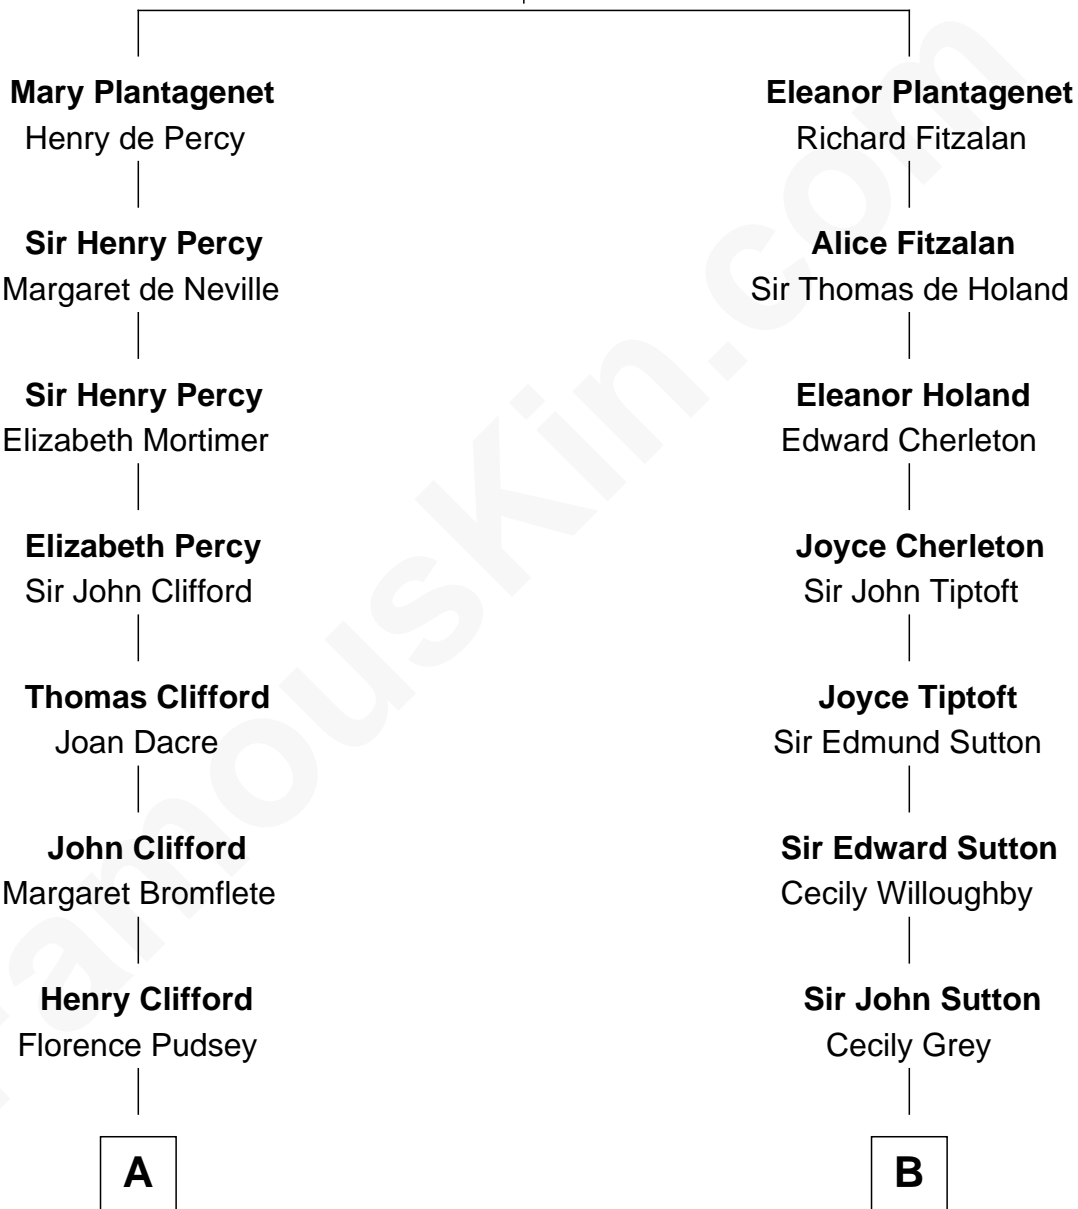 Mary Plantagenet
Henry de Percy
Sir Henry Percy
Margaret de Neville
Sir Henry Percy
Elizabeth Mortimer
Elizabeth Percy
Sir John Clifford
Thomas Clifford
Joan Dacre
John Clifford
Margaret Bromflete
Henry Clifford
Florence Pudsey
A
Eleanor Plantagenet
Richard Fitzalan
Alice Fitzalan
Sir Thomas de Holand
Eleanor Holand
Edward Cherleton
Joyce Cherleton
Sir John Tiptoft
Joyce Tiptoft
Sir Edmund Sutton
Sir Edward Sutton
Cecily Willoughby
Sir John Sutton
Cecily Grey
B
FamousKin.com